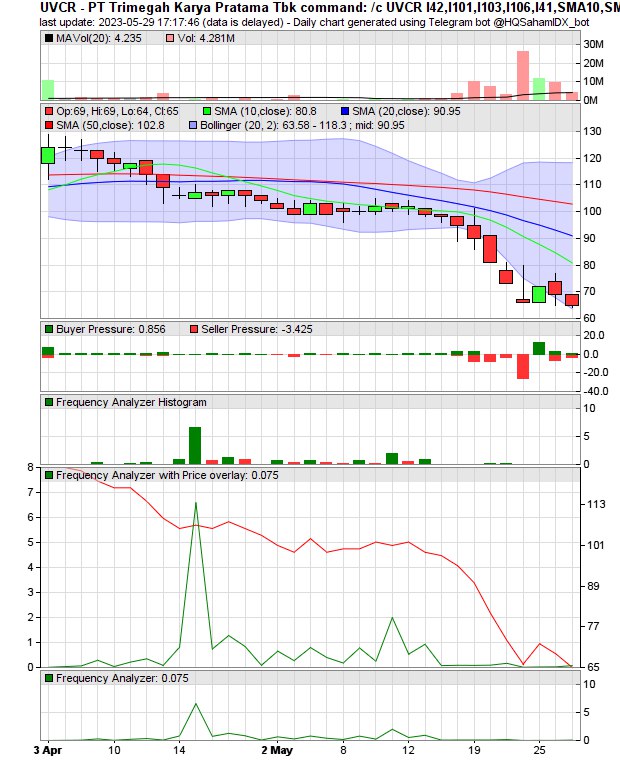 UVCR - PT Trimegah Karya Pratama Tbk command: /c UVCR I42,I101,I103,I106,I41,SMA10,SM
last update: 2023-05-29 17:17:46 (data is delayed) - Daily chart generated using Telegram bot @HQSahamIDX_bot
MAVol(20): 4.235 Vol: 4.281M
30M
20M
10M
0M
Op:69, Hi:69, Lo:64, Cl:65 SMA (10,close): 80.8 SMA (20,close): 90.95
SMA (50,close): 102.8 Bollinger (20, 2): 63.58 - 118.3 ; mid: 90.95
130
120
110
100
90
80
70
60
Buyer Pressure: 0.856 Seller Pressure: -3.425
20.0
0.0
-20.0
-40.0
Frequency Analyzer Histogram
10
5
0
Frequency Analyzer with Price overlay: 0.075
8
7
6
5
4
3
2
1
0
113
101
89
77
65
Frequency Analyzer: 0.075
10
5
0
3 Apr 10 14 2 May 8 12 19 25